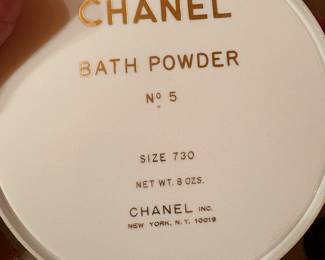 CHANEL
BATH POWDER
Nº 5
SIZE 730
NET WT. 8 OZS.
CHANEL INC.
NEW YORK, N.Y. 10019